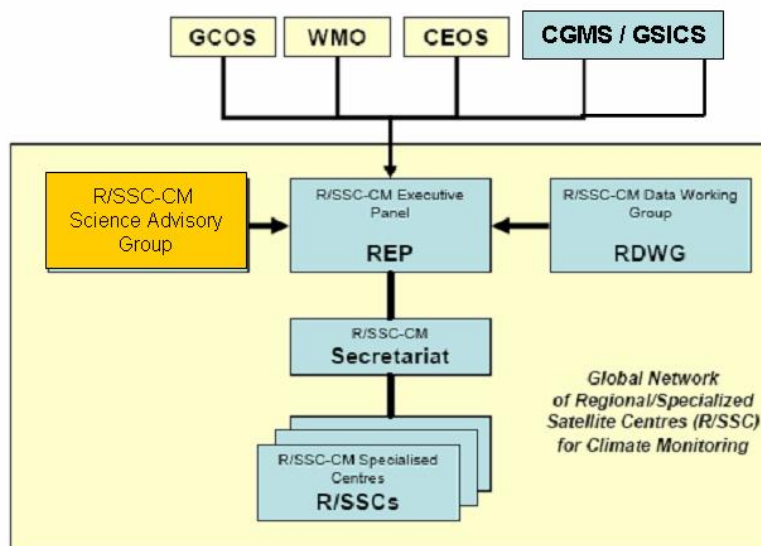 GCOS
WMO
CEOS
CGMS / GSICS
R/SSC-CM
Science Advisory
Group
R/SSC-CM Executive
Panel
REP
R/SSC-CM Data Working
Group
RDWG
R/SSC-CM
Secretariat
Global Network
of Regional/Specialized
Satellite Centres (R/SSC)
for Climate Monitoring
R/SSC-CM Specialised
Centres
R/SSCs